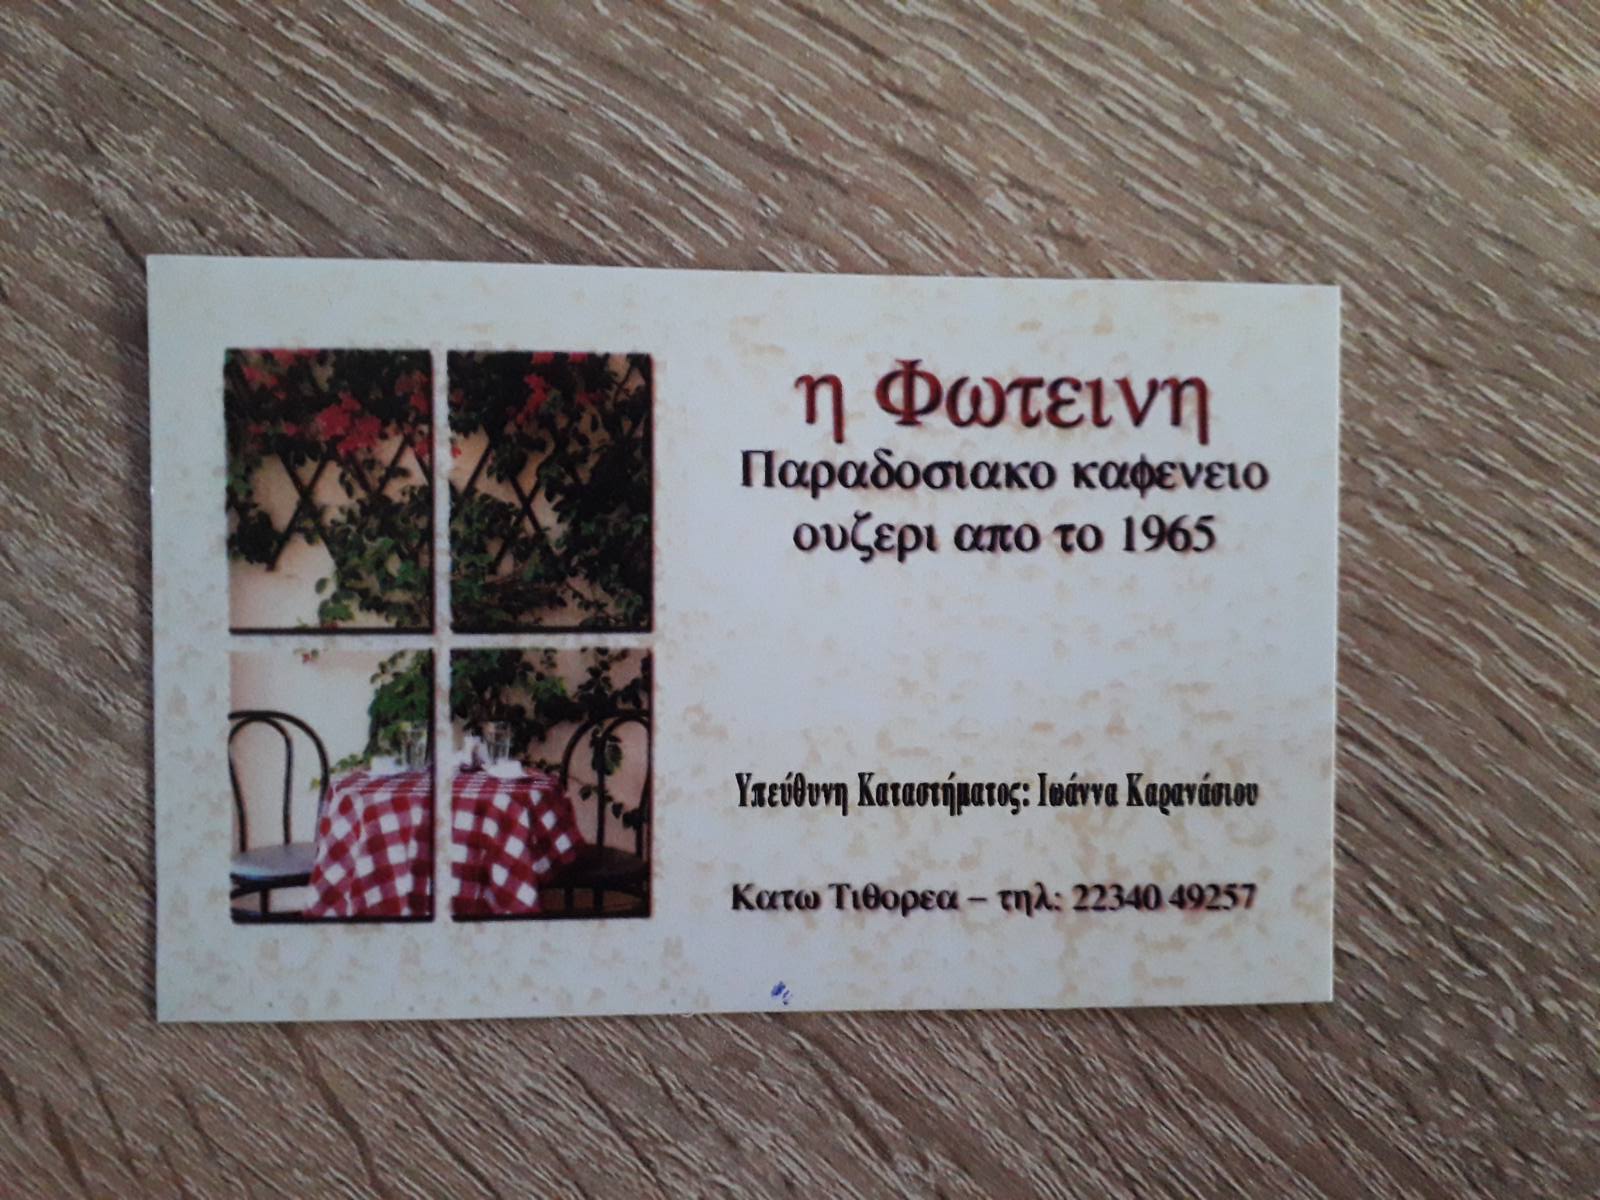 η Φωτεινη
Παραδοσιακο καφενειο
ουζερι απο το 1965
Υπεύθυνη Καταστήματος: Ιωάννα Καρανάσιου
Κατω Τιθορεα – τηλ: 22340 49257